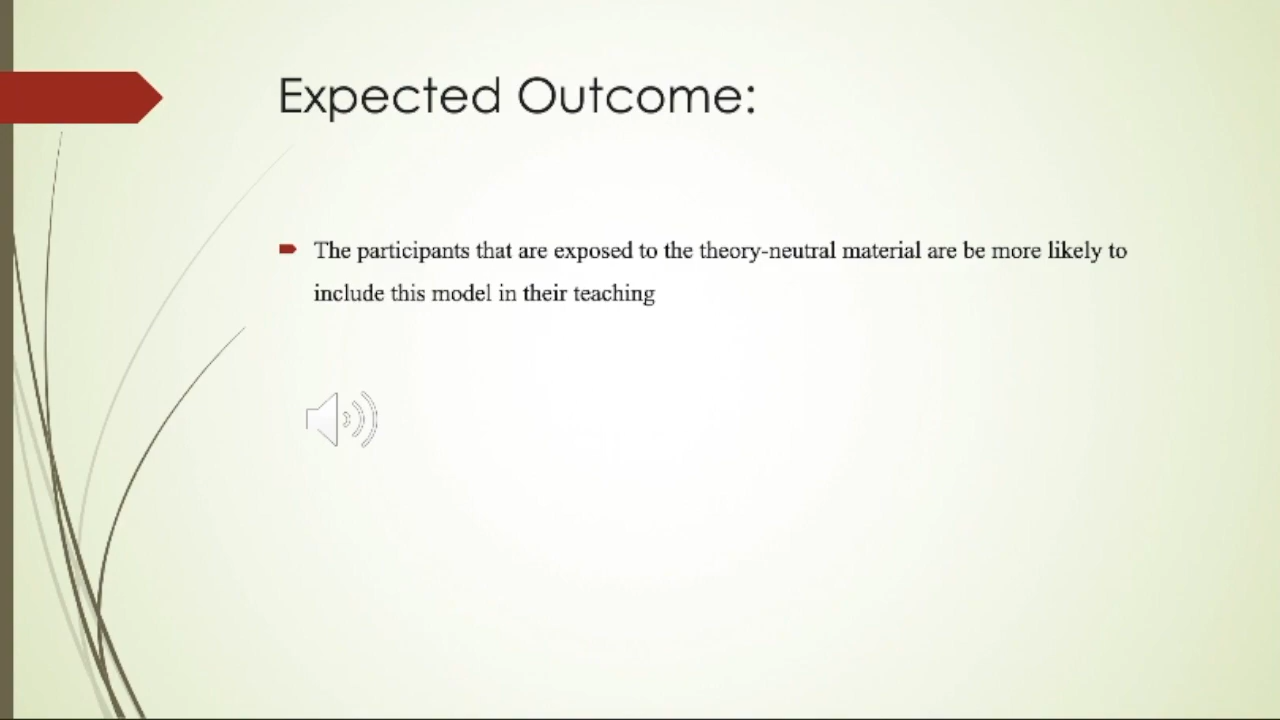 Expected Outcome:
The participants that are exposed to the theory-neutral material are be more likely to
include this model in their teaching